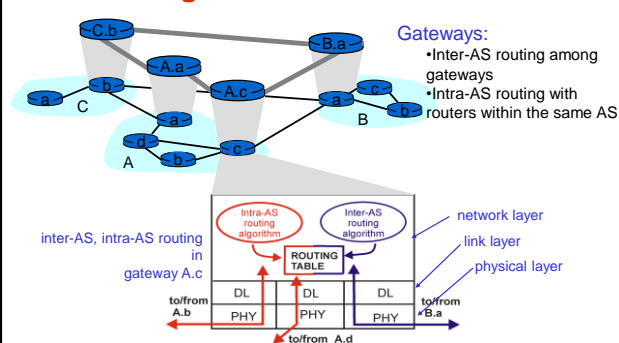 C.b
B.a
A.a
A.c
Gateways:
•Inter-AS routing among
gateways
•Intra-AS routing with
routers within the same AS
a
b
C
a
a
c
b
B
d
A
b
c
Intra-AS
routing
algorithm
Inter-AS
routing
algorithm
ROUTING
TABLE
inter-AS, intra-AS routing
in
gateway A.c
network layer
link layer
physical layer
DL
DL
DL
PHY
PHY
PHY
to/from
A.b
to/from
B.a
to/from A.d